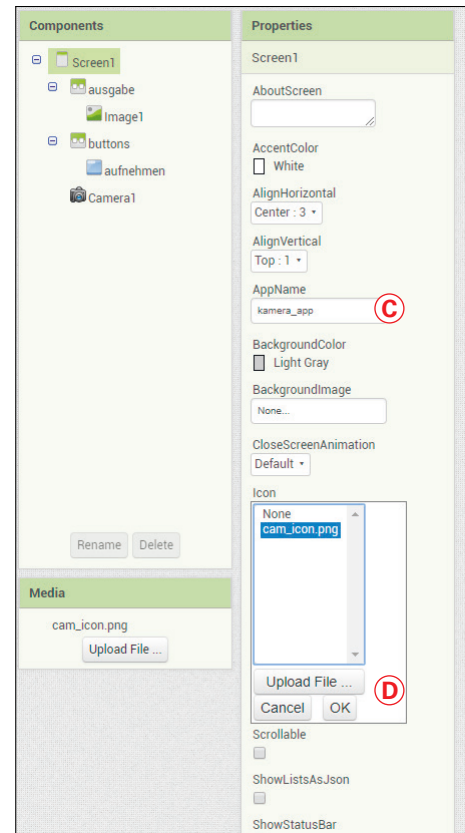 Components
Screen1
ausgabe
Image1
buttons
aufnehmen
Camera1
Rename Delete
Media
cam_icon.png
Upload File ...
Properties
Screen1
AboutScreen
AccentColor
White
AlignHorizontal
Center : 3
AlignVertical
Top : 1
AppName
kamera_app
C
BackgroundColor
Light Gray
BackgroundImage
None...
CloseScreenAnimation
Default
Icon
None
cam_icon.png
Upload File ...
D
Cancel OK
Scrollable
ShowListsAsJson
ShowStatusBar